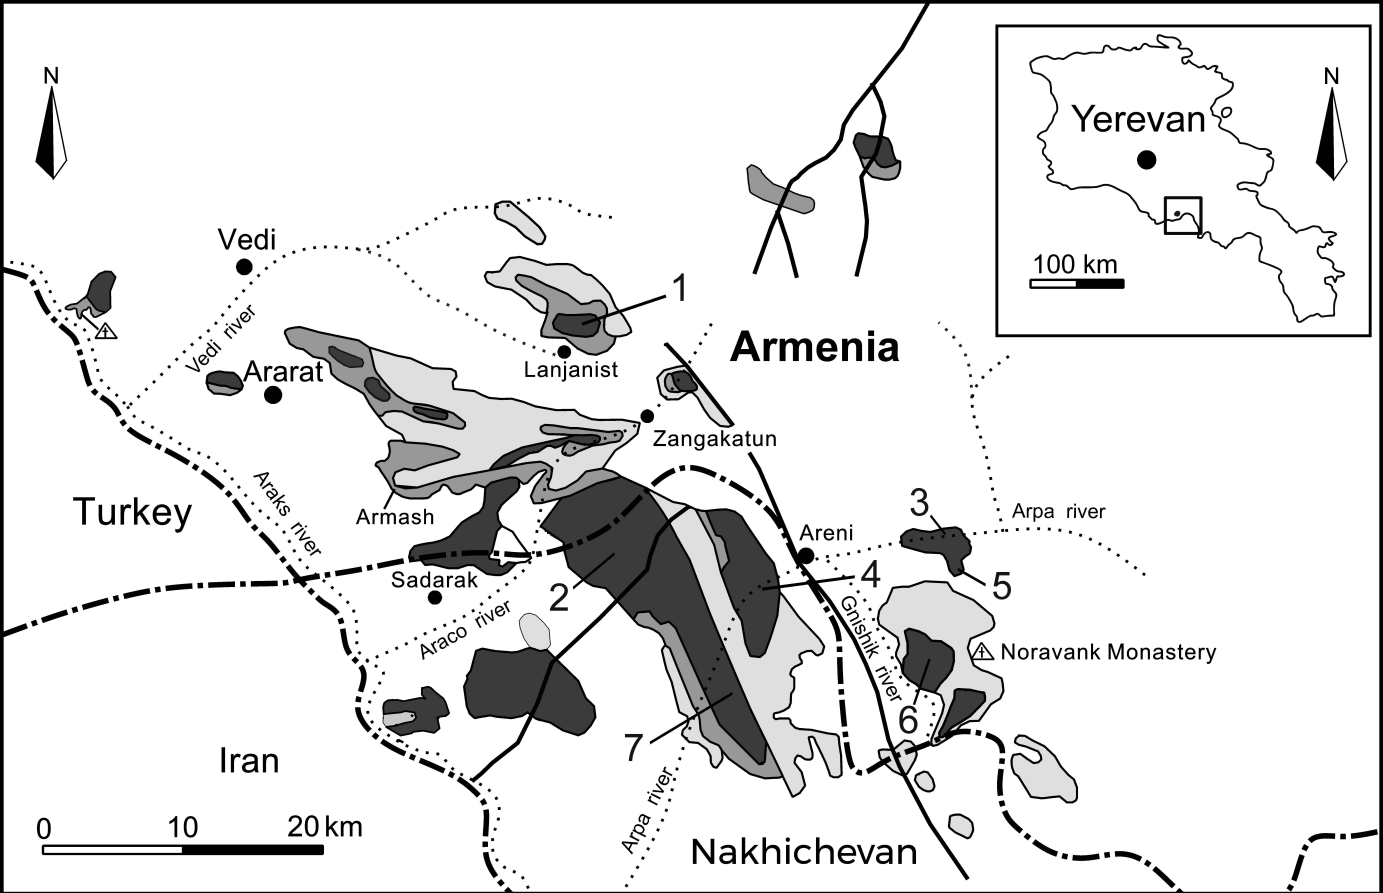 N
Yerevan
N
100 km
Vedi
1
Vedi river
Armenia
Ararat
Lanjanist
Zangakatun
Turkey
Araks river
Armash
3
Arpa river
Areni
Sadarak
2
4
5
Araco river
Gnishik river
Noravank Monastery
6
7
Iran
Arpa river
0 10 20 km
Nakhichevan